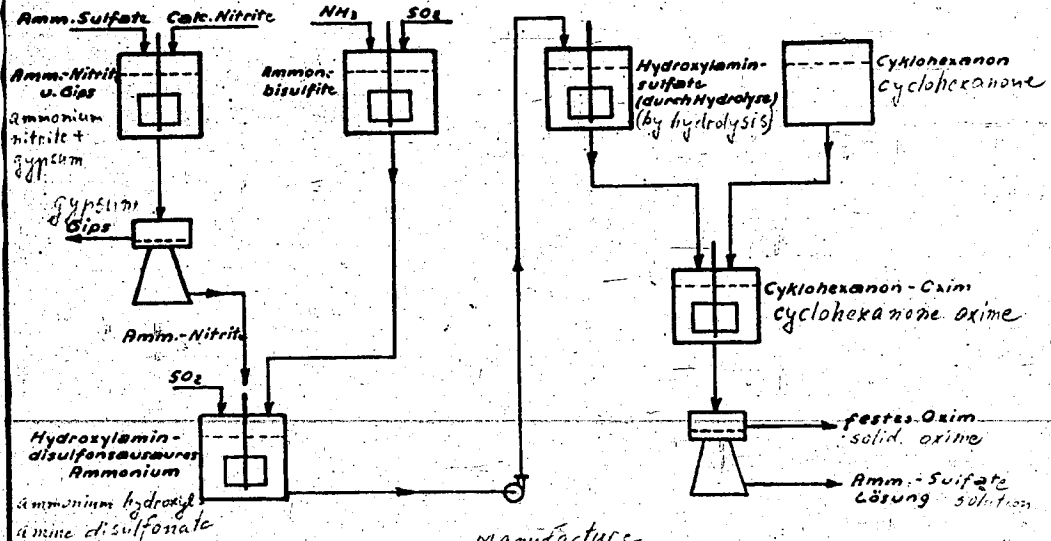 Amm. Sulfate Calc. Nitrite
NH3 SO2
Amm.-Nitrit
u. Gips
ammonium
nitrite +
gypsum
Ammon.-
bisulfite
Hydroxylamin-
sulfate
(durch Hydrolyse)
(by hydrolysis)
Cyklohexanon
cyclohexanone
gypsum
Gips
Amm.-Nitrite
SO2
Cyklohexanon-Oxim
cyclohexanone oxime
Hydroxylamin-
disulfonsausaures
Ammonium
ammonium hydroxyl
amine disulfonate
festes Oxim
solid oxime
Amm.-Sulfate
Lösung solution
Manufacture